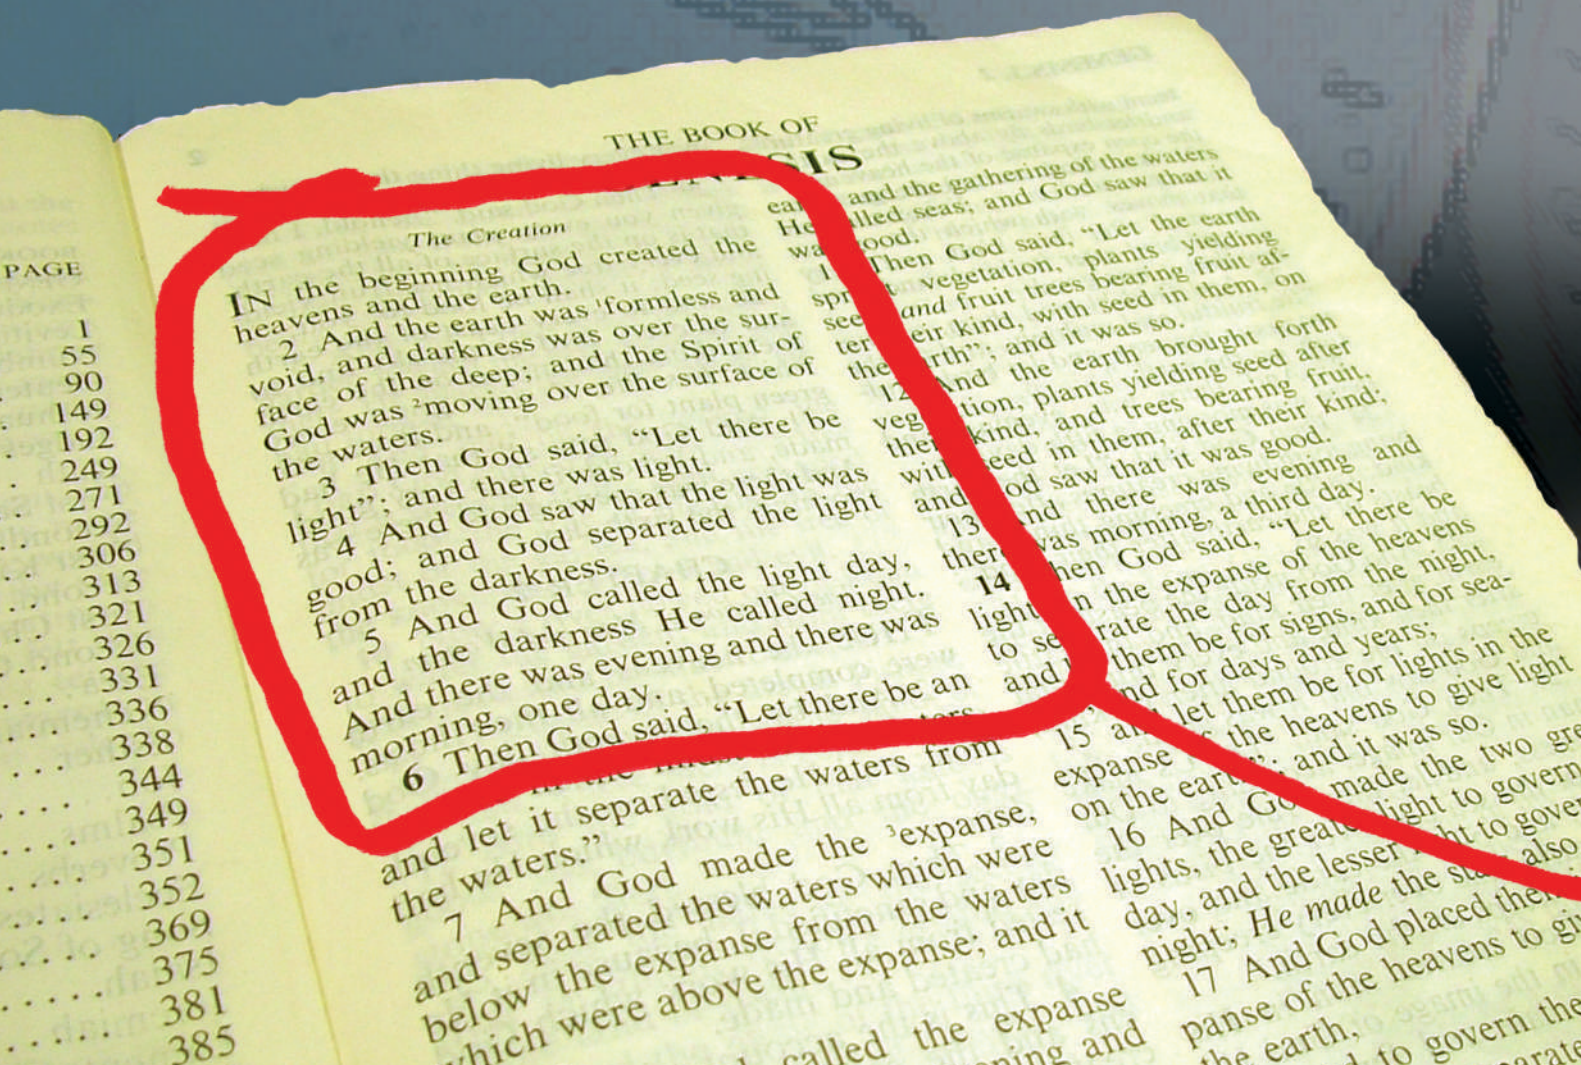 PAGE
1
55
90
149
192
249
271
292
306
313
321
326
331
336
338
344
349
351
352
369
375
381
385
THE BOOK OF
The Creation
IN the beginning God created the
heavens and the earth.
2 And the earth was ¹formless and
void, and darkness was over the sur-
face of the deep; and the Spirit of
God was ²moving over the surface of
the waters.
3 Then God said, “Let there be
light”; and there was light.
4 And God saw that the light was
good; and God separated the light
from the darkness.
5 And God called the light day,
and the darkness He called night.
And there was evening and there was
morning, one day.
6 Then God said, “Let there be an
in the midst
and let it separate the waters from
the waters.”
7 And God made the ³expanse,
and separated the waters which were
below the expanse from the waters
which were above the expense; and it
called the expanse
and
and the gathering of the waters
He called seas; and God saw that it
was good.
Then God said, “Let the earth
vegetation, plants yielding
and fruit trees bearing fruit af-
ter their kind, with seed in them, on
the earth”; and it was so.
12 And the earth brought forth
vegetation, plants yielding seed after
their kind, and trees bearing fruit,
with seed in them, after their kind;
and God saw that it was good.
13 And there was evening and
there was morning, a third day.
14 Then God said, “Let there be
lights in the expanse of the heavens
to separate the day from the night,
and let them be for signs, and for sea-
and for days and years;
15 and let them be for lights in the
expanse of the heavens to give light
on the earth”; and it was so.
16 And God made the two
lights, the greater light to govern
day, and the lesser light to govern
night; He made the stars also
17 And God placed them in
panse of the heavens to
the earth,
to govern the